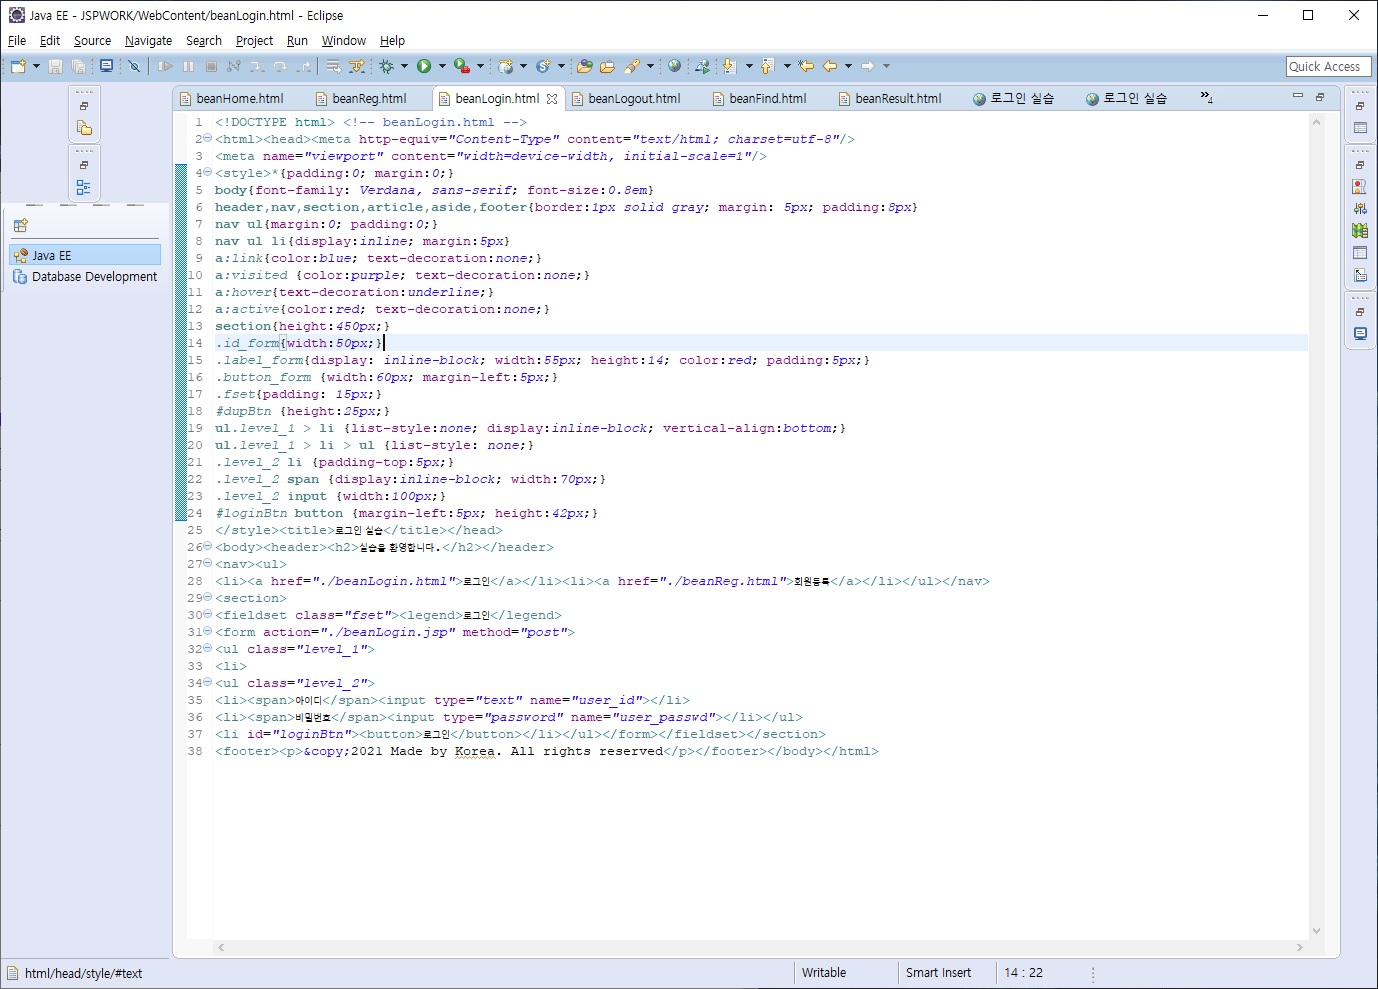 Java EE - JSPWORK/WebContent/beanLogin.html - Eclipse
File Edit Source Navigate Search Project Run Window Help
Quick Access
beanHome.html beanReg.html beanLogin.html beanLogout.html beanFind.html beanResult.html 로그인 실습 로그인 실습 »4
Java EE
Database Development
1 <!DOCTYPE html> <!-- beanLogin.html -->
2 <html><head><meta http-equiv="Content-Type" content="text/html; charset=utf-8"/>
3 <meta name="viewport" content="width=device-width, initial-scale=1"/>
4 <style>*{padding:0; margin:0;}
5 body{font-family: Verdana, sans-serif; font-size:0.8em}
6 header,nav,section,article,aside,footer{border:1px solid gray; margin: 5px; padding:8px}
7 nav ul{margin:0; padding:0;}
8 nav ul li{display:inline; margin:5px}
9 a:link{color:blue; text-decoration:none;}
10 a:visited {color:purple; text-decoration:none;}
11 a:hover{text-decoration:underline;}
12 a:active{color:red; text-decoration:none;}
13 section{height:450px;}
14 .id_form{width:50px;}
15 .label_form{display: inline-block; width:55px; height:14; color:red; padding:5px;}
16 .button_form {width:60px; margin-left:5px;}
17 .fset{padding: 15px;}
18 #dupBtn {height:25px;}
19 ul.level_1 > li {list-style:none; display:inline-block; vertical-align:bottom;}
20 ul.level_1 > li > ul {list-style: none;}
21 .level_2 li {padding-top:5px;}
22 .level_2 span {display:inline-block; width:70px;}
23 .level_2 input {width:100px;}
24 #loginBtn button {margin-left:5px; height:42px;}
25 </style><title>로그인 실습</title></head>
26 <body><header><h2>실습을 환영합니다.</h2></header>
27 <nav><ul>
28 <li><a href="./beanLogin.html">로그인</a></li><li><a href="./beanReg.html">회원등록</a></li></ul></nav>
29 <section>
30 <fieldset class="fset"><legend>로그인</legend>
31 <form action="./beanLogin.jsp" method="post">
32 <ul class="level_1">
33 <li>
34 <ul class="level_2">
35 <li><span>아이디</span><input type="text" name="user_id"></li>
36 <li><span>비밀번호</span><input type="password" name="user_passwd"></li></ul>
37 <li id="loginBtn"><button>로그인</button></li></ul></form></fieldset></section>
38 <footer><p>&copy;2021 Made by Korea. All rights reserved</p></footer></body></html>
html/head/style/#text Writable Smart Insert 14 : 22